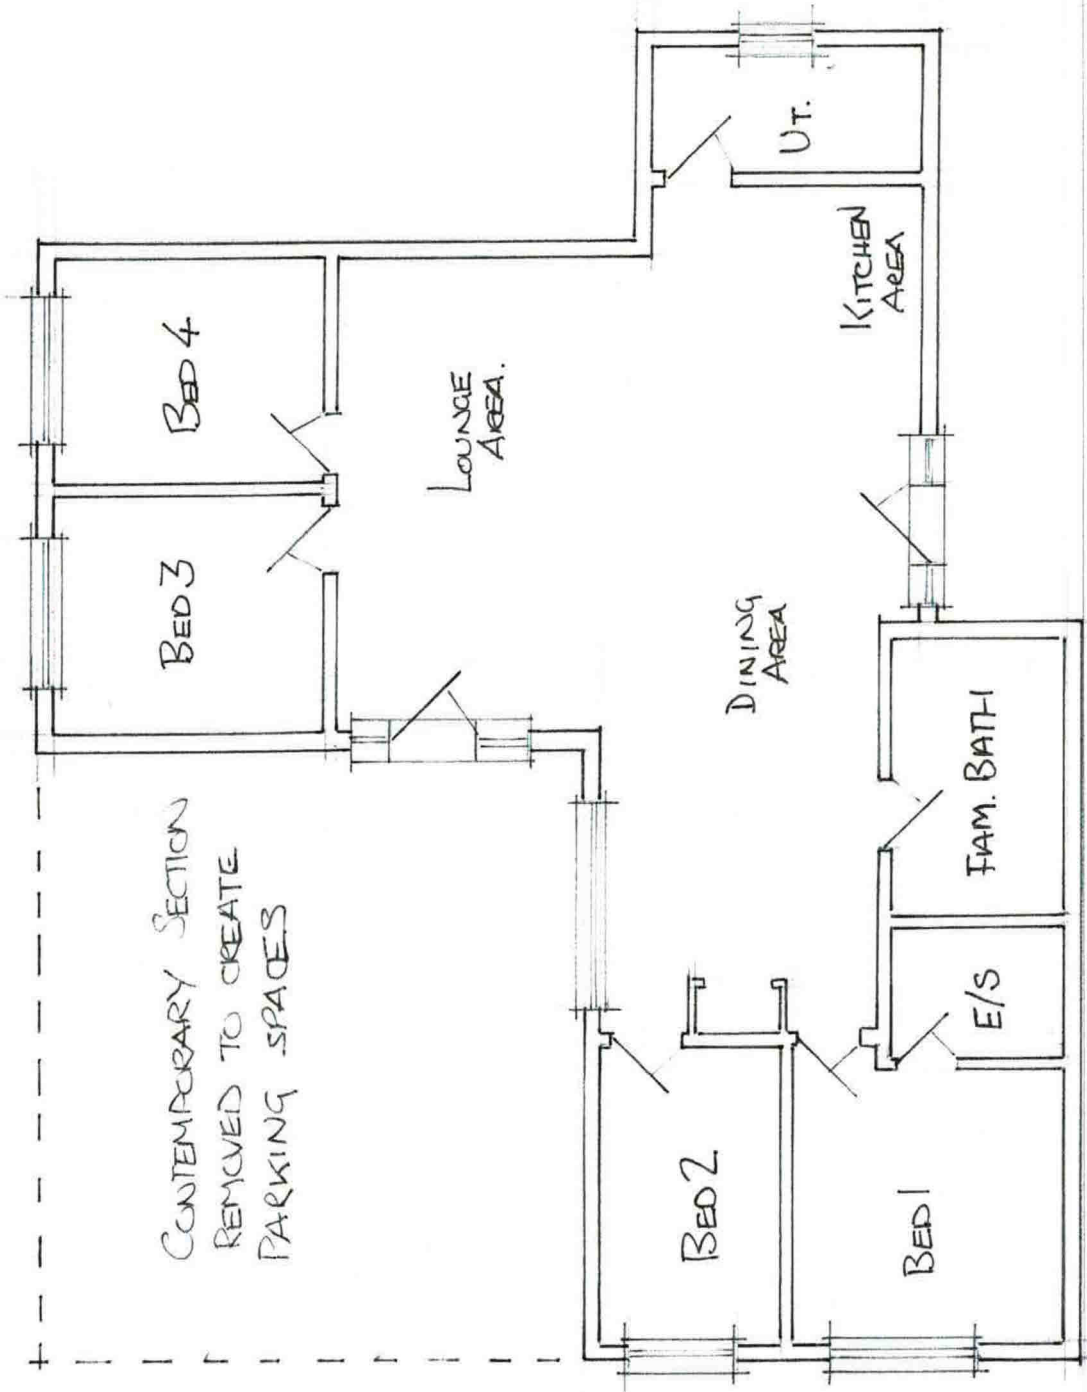 CONTEMPORARY SECTION
REMOVED TO CREATE
PARKING SPACES
BED 3
BED 4
LOUNGE
AREA.
BED 2
DINING
AREA
UT.
KITCHEN
AREA
BED 1
E/S
FAM. BATH